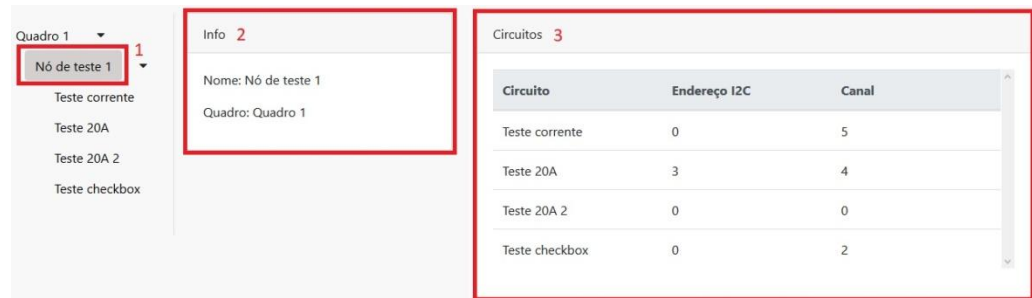 Quadro 1
Nó de teste 1
1
Teste corrente
Teste 20A
Teste 20A 2
Teste checkbox
Info 2
Nome: Nó de teste 1
Quadro: Quadro 1
Circuitos 3
Circuito Endereço I2C Canal
Teste corrente 0 5
Teste 20A 3 4
Teste 20A 2 0 0
Teste checkbox 0 2